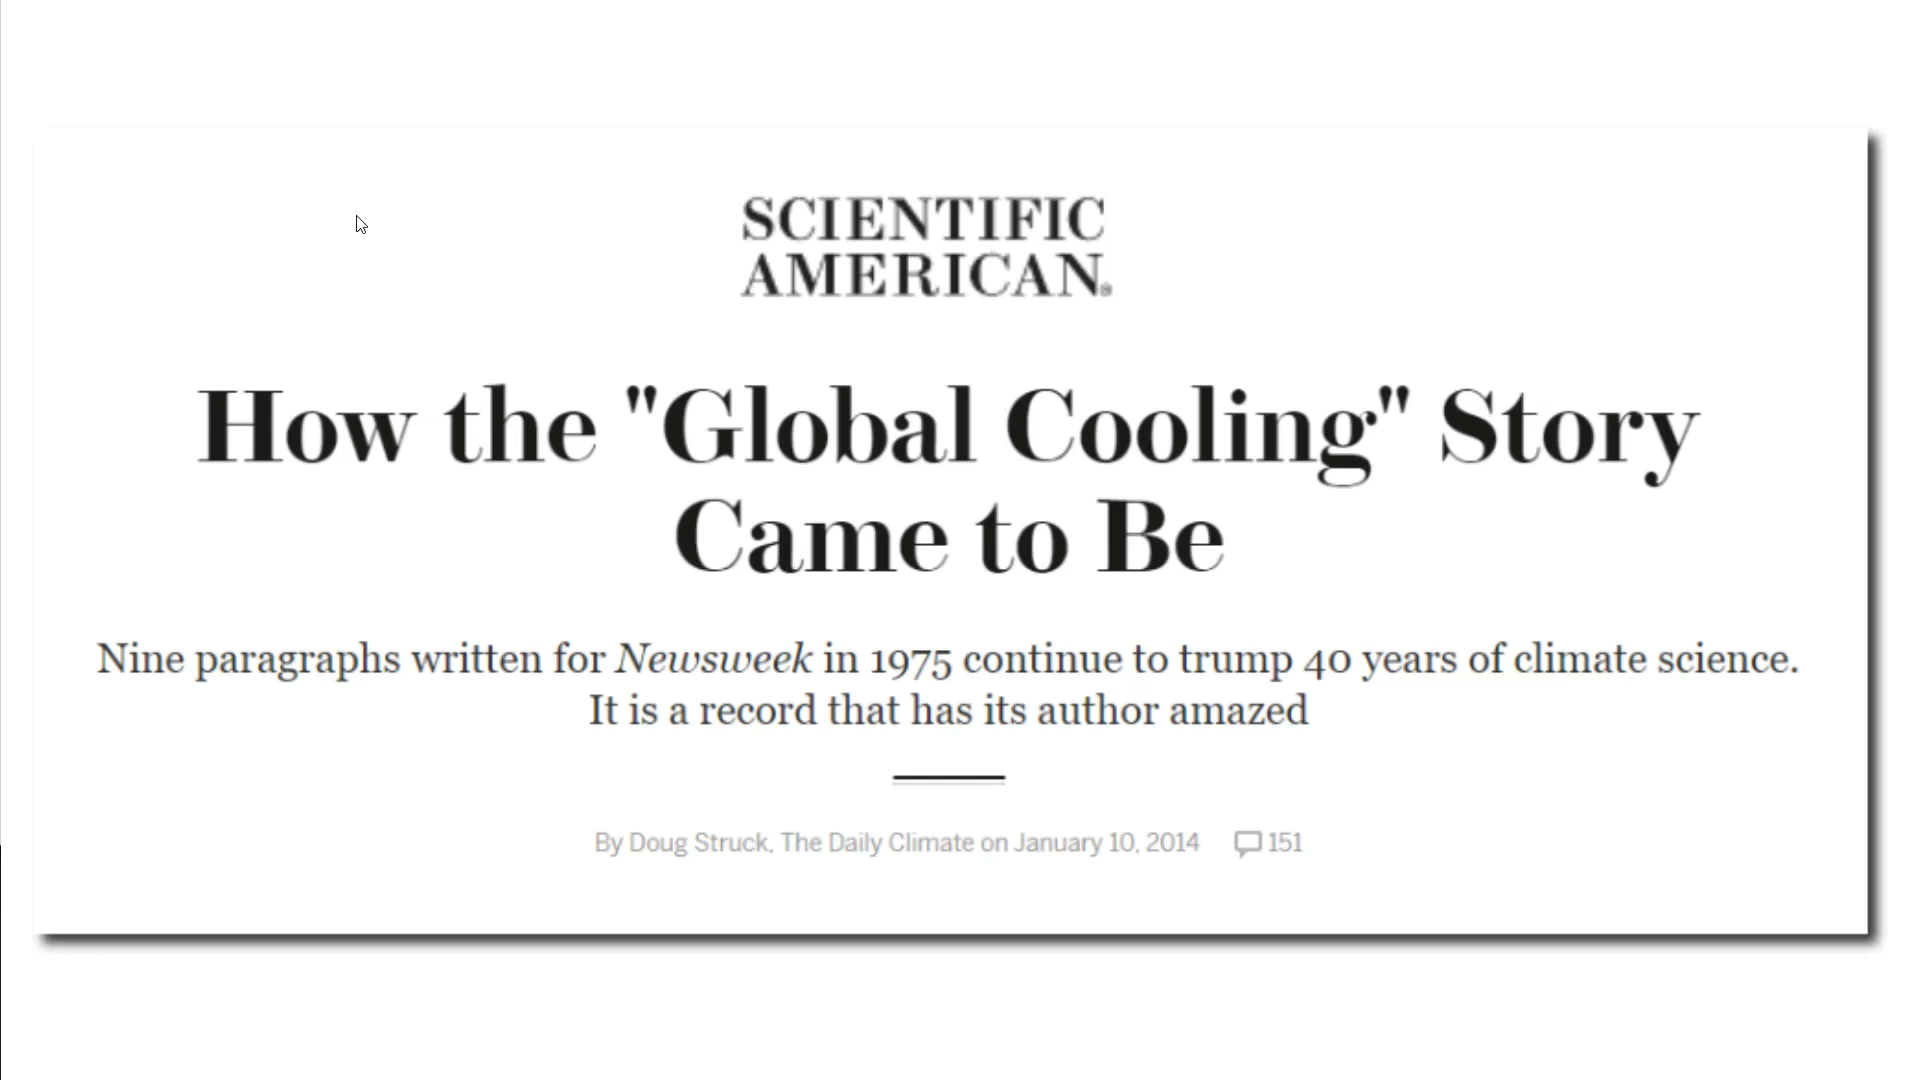 SCIENTIFIC
AMERICAN®
How the "Global Cooling" Story
Came to Be
Nine paragraphs written for Newsweek in 1975 continue to trump 40 years of climate science.
It is a record that has its author amazed
By Doug Struck, The Daily Climate on January 10, 2014 151